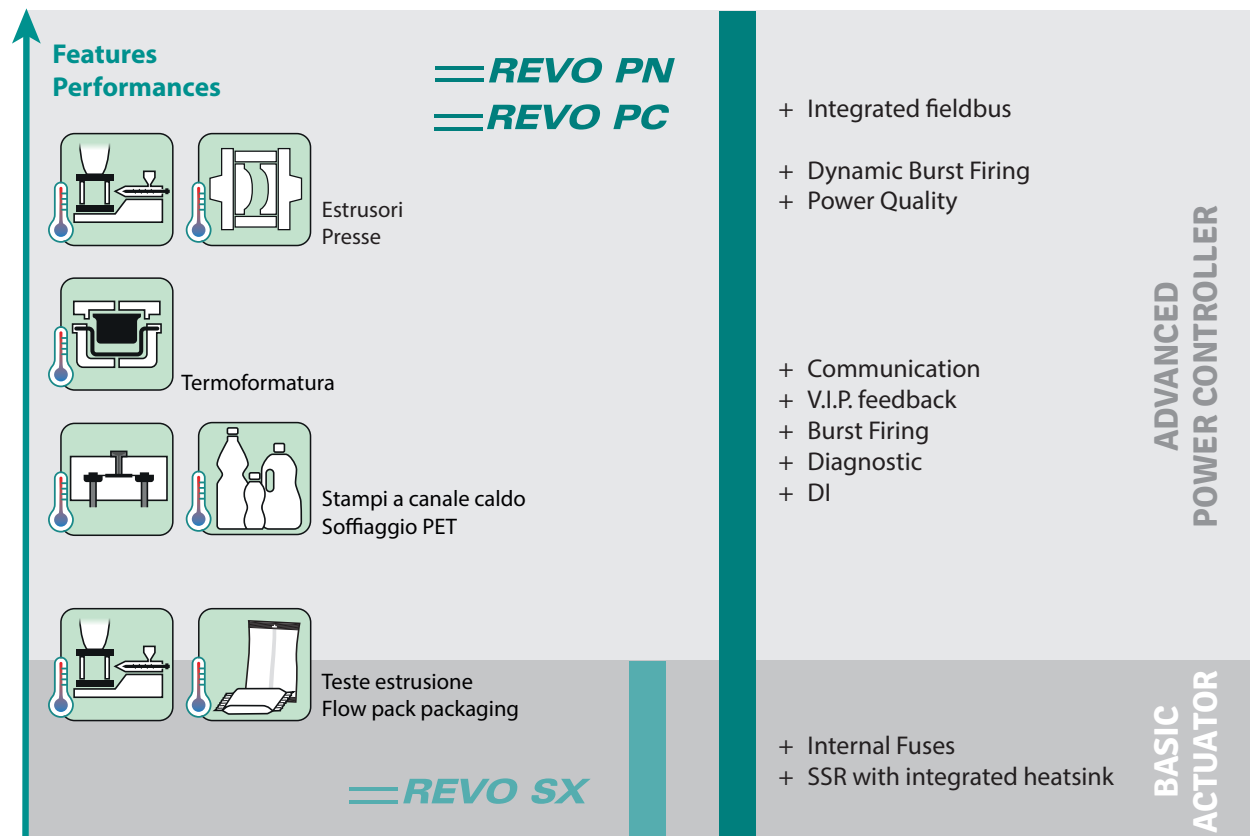 Features
Performances
REVO PN
REVO PC
Estrusori
Presse
Termoformatura
Stampi a canale caldo
Soffiaggio PET
Teste estrusione
Flow pack packaging
REVO SX
+ Integrated fieldbus
+ Dynamic Burst Firing
+ Power Quality
+ Communication
+ V.I.P. feedback
+ Burst Firing
+ Diagnostic
+ DI
+ Internal Fuses
+ SSR with integrated heatsink
ADVANCED
POWER CONTROLLER
BASIC
ACTUATOR